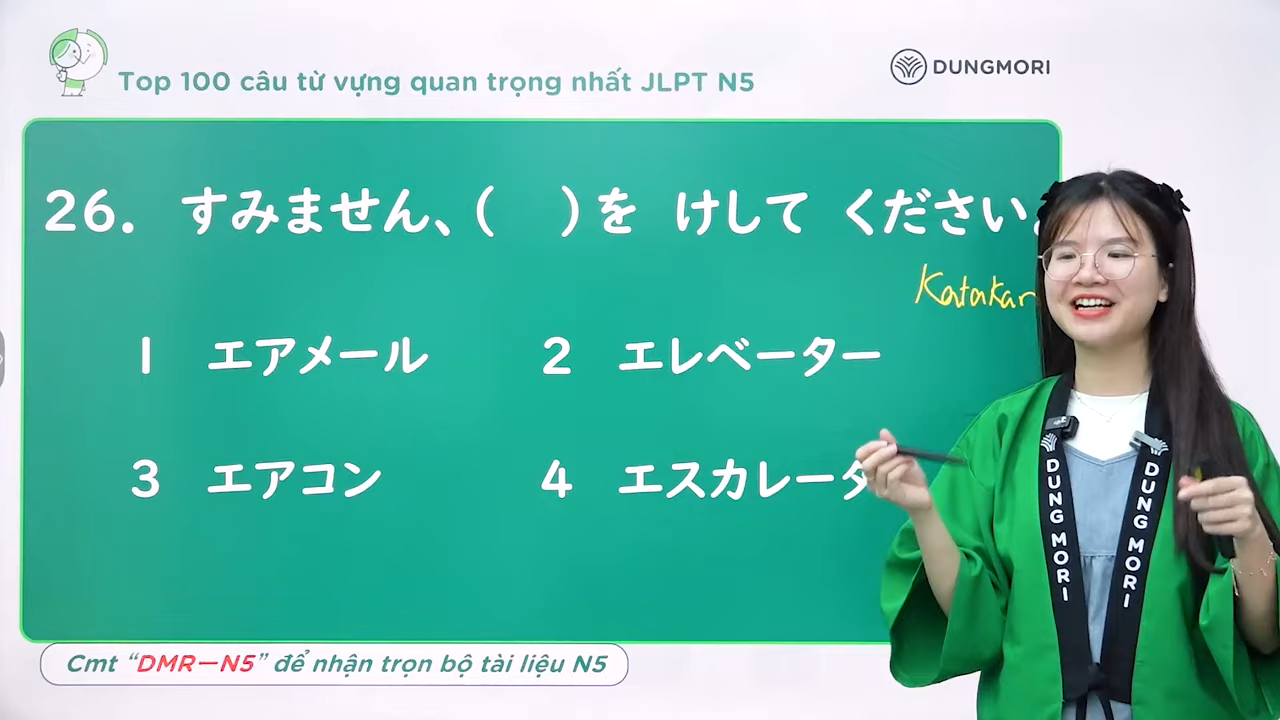 Top 100 câu từ vựng quan trọng nhất JLPT N5
DUNGMORI
26. すみません、( )を けして ください。
Katakan
1 エアメール 2 エレベーター
3 エアコン 4 エスカレータ
DUNG MORI
DUNG MORI
Cmt “DMR—N5” để nhận trọn bộ tài liệu N5